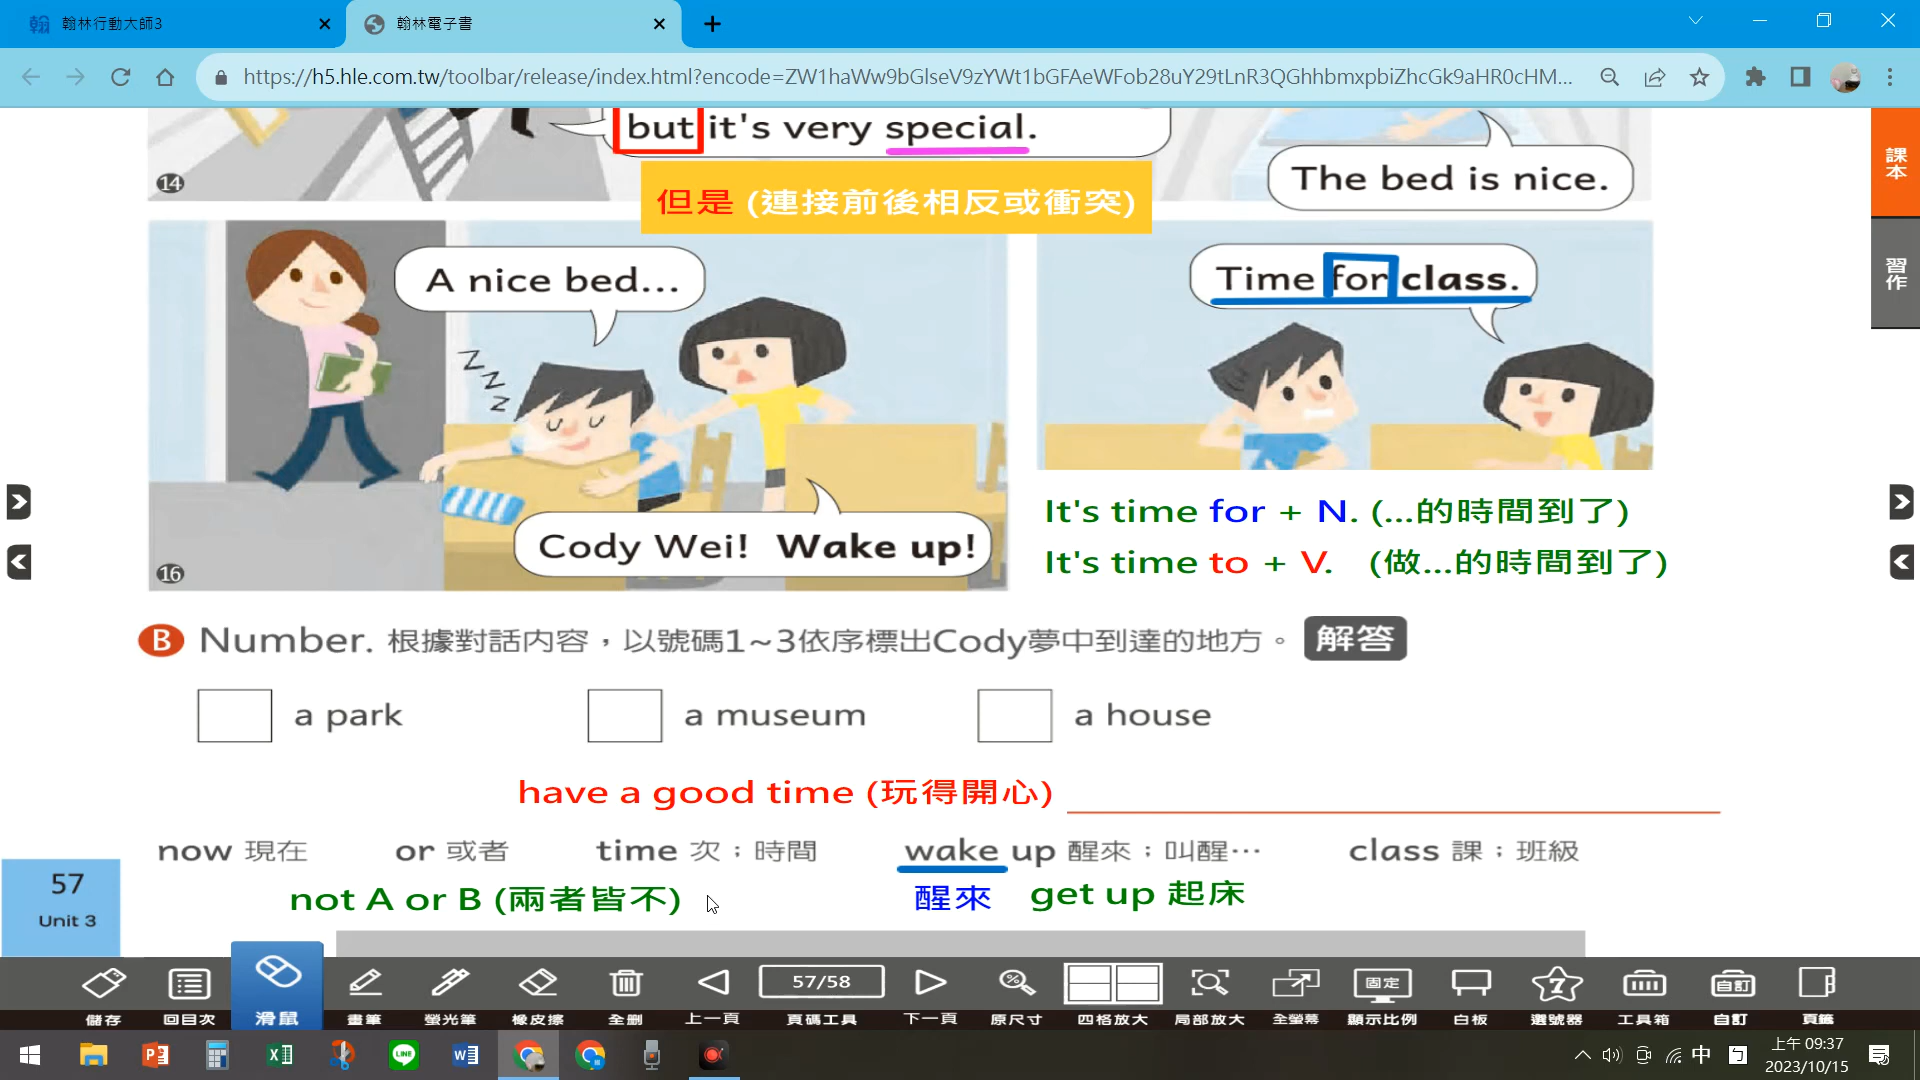 翰林行動大師3
翰林電子書
https://h5.hle.com.tw/toolbar/release/index.html?encode=ZW1haWw9bGlseV9zYWt1bGFAeWFob28uY29tLnR3QGhhbmxpbiZhcGk9aHR0cHM...
but it's very special.
14
但是 (連接前後相反或衝突)
The bed is nice.
課本
習作
A nice bed...
Time for class.
Z Z Z
Cody Wei! Wake up!
16
It's time for + N. (...的時間到了)
It's time to + V. (做...的時間到了)
B Number. 根據對話內容，以號碼1~3依序標出Cody夢中到達的地方。 解答
a park a museum a house
have a good time (玩得開心)
now 現在 or 或者 time 次；時間 wake up 醒來；叫醒… class 課；班級
not A or B (兩者皆不) 醒來 get up 起床
57
Unit 3
57/58 固定 7 自訂
儲存 回目次 滑鼠 畫筆 螢光筆 橡皮擦 全刪 上一頁 頁碼工具 下一頁 原尺寸 四格放大 局部放大 全螢幕 顯示比例 白板 選號器 工具箱 自訂 頁籤
中 上午 09:37
2023/10/15